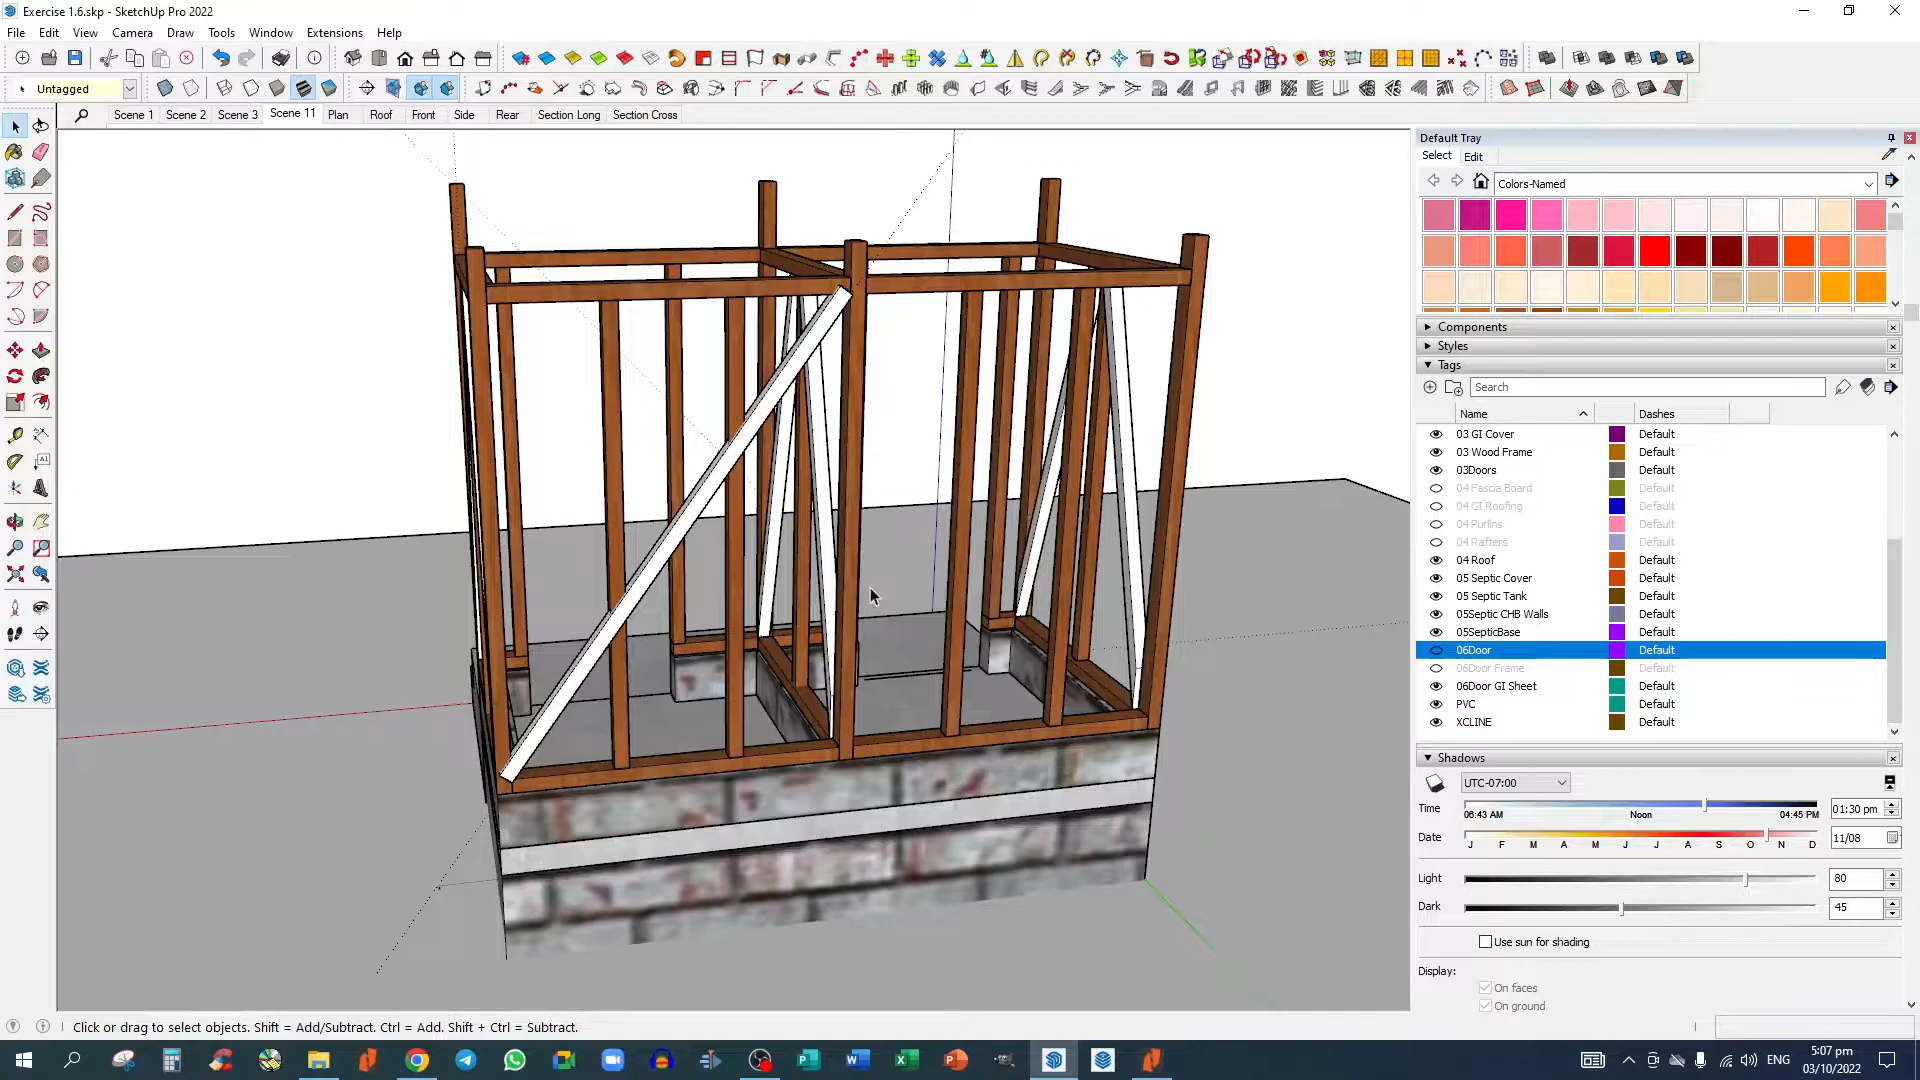 Exercise 1.6.skp - SketchUp Pro 2022
File Edit View Camera Draw Tools Window Extensions Help
Untagged
Scene 1 Scene 2 Scene 3 Scene 11 Plan Roof Front Side Rear Section Long Section Cross
Default Tray
Select Edit
Colors-Named
Components
Styles
Tags
Search
Name Dashes
03 GI Cover Default
03 Wood Frame Default
03Doors Default
04 Fascia Board Default
04 GI Roofing Default
04 Purlins Default
04 Rafters Default
04 Roof Default
05 Septic Cover Default
05 Septic Tank Default
05Septic CHB Walls Default
05SepticBase Default
06Door Default
06Door Frame Default
06Door GI Sheet Default
PVC Default
XCLINE Default
Shadows
UTC-07:00
Time 01:30 pm
06:43 AM Noon 04:45 PM
Date 11/08
J F M A M J J A S O N D
Light 80
Dark 45
Use sun for shading
Display:
On faces
On ground
Click or drag to select objects. Shift = Add/Subtract. Ctrl = Add. Shift + Ctrl = Subtract.
ENG
5:07 pm
03/10/2022